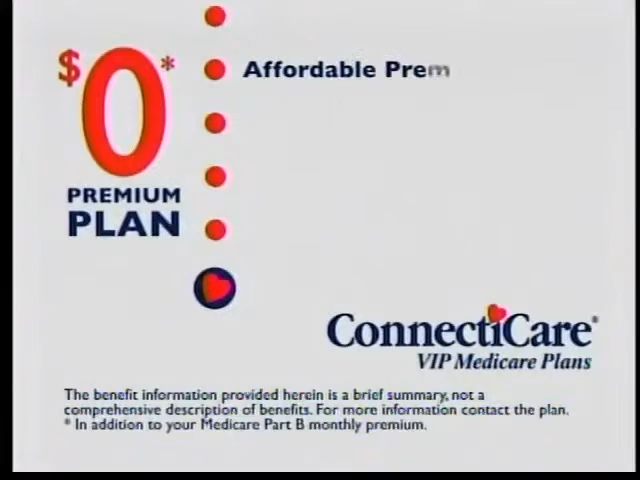 $0*
PREMIUM
PLAN
Affordable Prem
ConnectiCare®
VIP Medicare Plans
The benefit information provided herein is a brief summary, not a
comprehensive description of benefits. For more information contact the plan.
* In addition to your Medicare Part B monthly premium.